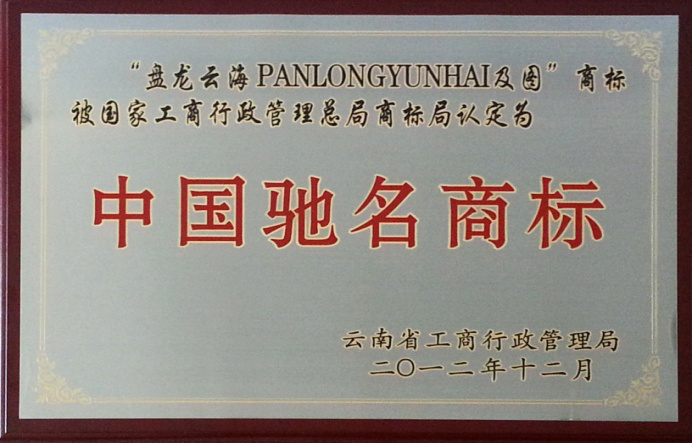 “盘龙云海PANLONGYUNHAI及图”商标
被国家工商行政管理总局商标局认定为
中国驰名商标
云南省工商行政管理局
二〇一二年十二月